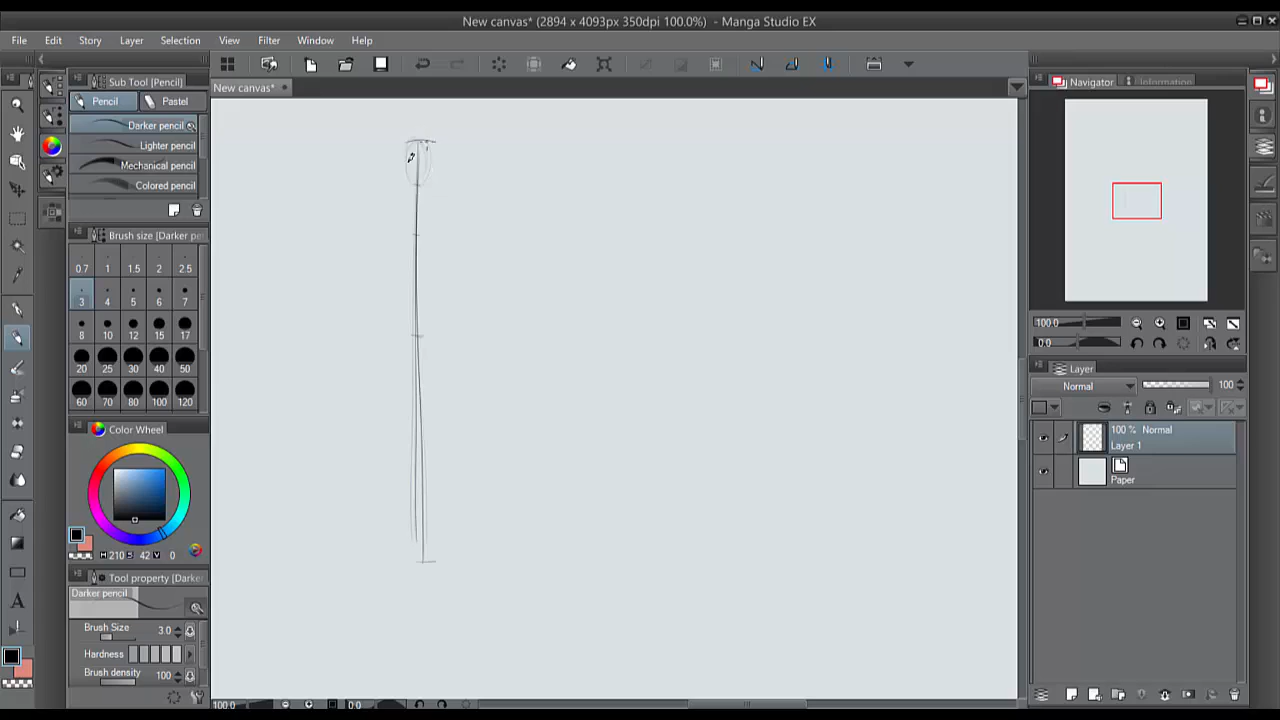 New canvas* (2894 x 4093px 350dpi 100.0%) - Manga Studio EX
File Edit Story Layer Selection View Filter Window Help
Sub Tool [Pencil]
Pencil Pastel
Darker pencil
Lighter pencil
Mechanical pencil
Colored pencil
Brush size [Darker pe
0.7 1 1.5 2 2.5
3 4 5 6 7
8 10 12 15 17
20 25 30 40 50
60 70 80 100 120
Color Wheel
H 210 S 42 V 0
Tool property [Darker
Darker pencil
Brush Size 3.0
Hardness
Brush density 100
New canvas*
100.0 0.0
Navigator Information
100.0
0.0
Layer
Normal 100
100 % Normal
Layer 1
Paper
A